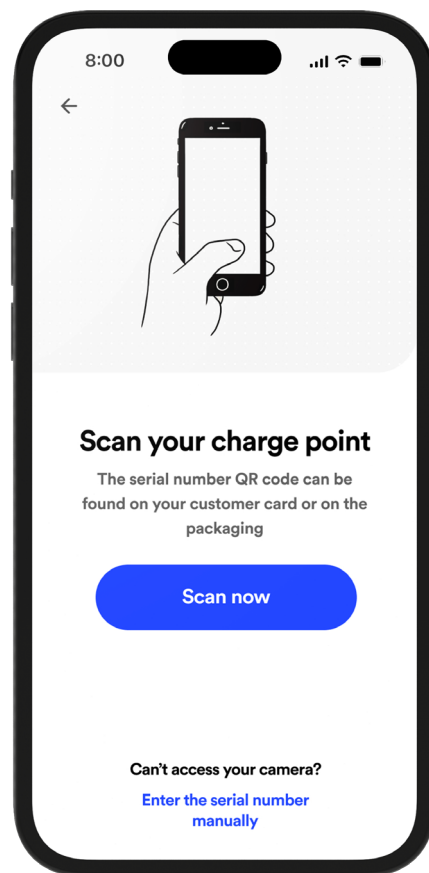 8:00
Scan your charge point
The serial number QR code can be
found on your customer card or on the
packaging
Scan now
Can't access your camera?
Enter the serial number
manually